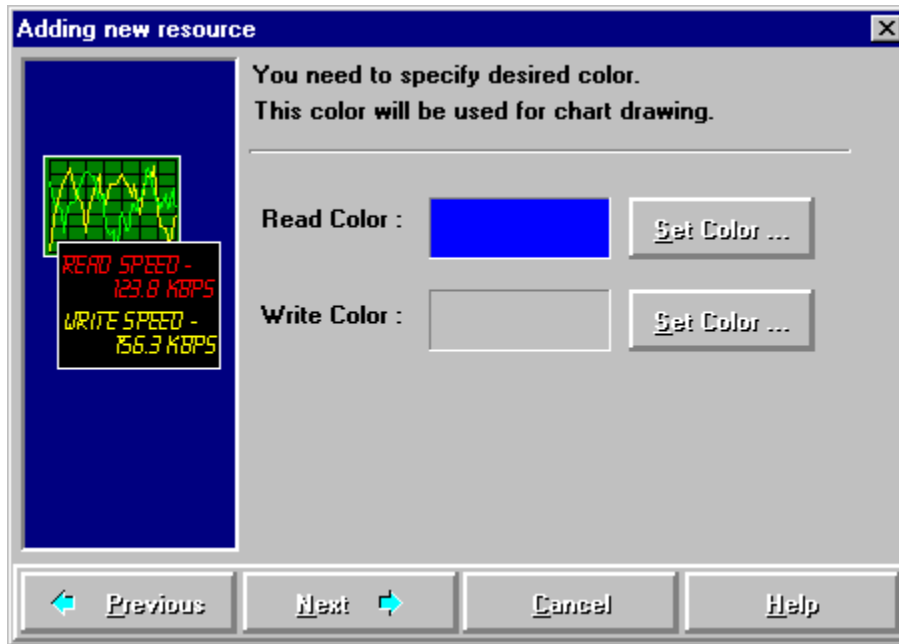 Adding new resource
You need to specify desired color.
This color will be used for chart drawing.
READ SPEED -
123.8 KBPS
WRITE SPEED -
156.3 KBPS
Read Color :
Set Color ...
Write Color :
Set Color ...
Previous
Next
Cancel
Help